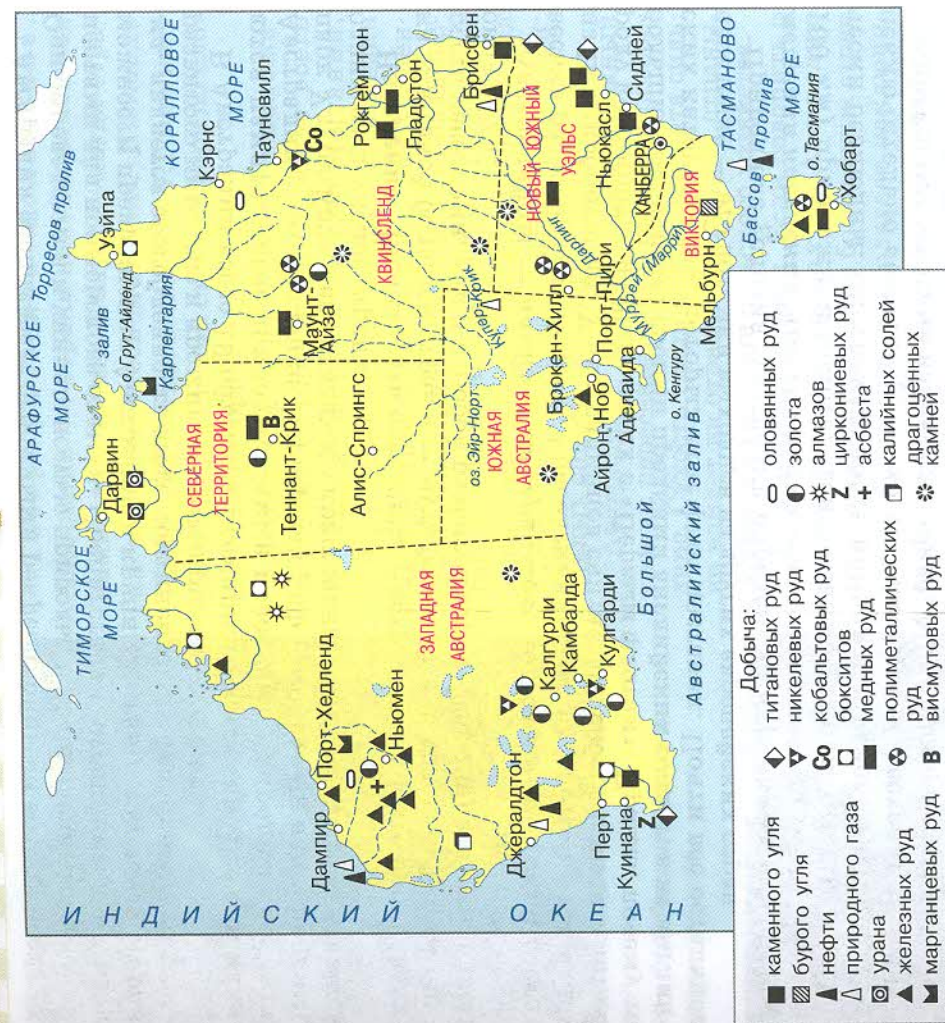 АРАФУРСКОЕ
МОРЕ
Торресов пролив
ТИМОРСКОЕ
МОРЕ
КОРАЛЛОВОЕ
МОРЕ
залив
о. Грут-Айленд
Карпентария
Уэйпа
Дарвин
Кэрнс
Таунсвилл
Co
СЕВЕРНАЯ
ТЕРРИТОРИЯ
B
Теннант-Крик
Алис-Спрингс
Маунт-
Айза
КВИНСЛЕНД
Рокгемптон
Гладстон
Брисбен
ЗАПАДНАЯ
АВСТРАЛИЯ
Порт-Хедленд
Ньюмен
Дампир
Джералдтон
Калгурли
Камбалда
Кулгарди
Перт
Куинана
Z
оз. Эйр-Норт
Купер-Крик
ЮЖНАЯ
АВСТРАЛИЯ
Брокен-Хилл
Порт-Пири
Айрон-Ноб
Аделаида
о. Кенгуру
НОВЫЙ ЮЖНЫЙ
УЭЛЬС
Дарлинг
Ньюкасл
Сидней
КАНБЕРРА
Муррей (Марри)
ВИКТОРИЯ
Мельбурн
ТАСМАНОВО
МОРЕ
Бассов пролив
о. Тасмания
Хобарт
БОЛЬШОЙ
АВСТРАЛИЙСКИЙ ЗАЛИВ
ИНДИЙСКИЙ ОКЕАН
Добыча:
каменного угля
бурого угля
нефти
природного газа
урана
железных руд
марганцевых руд
титановых руд
никелевых руд
Co кобальтовых руд
бокситов
медных руд
полиметаллических
руд
B висмутовых руд
оловянных руд
золота
алмазов
Z циркониевых руд
асбеста
калийных солей
драгоценных
камней